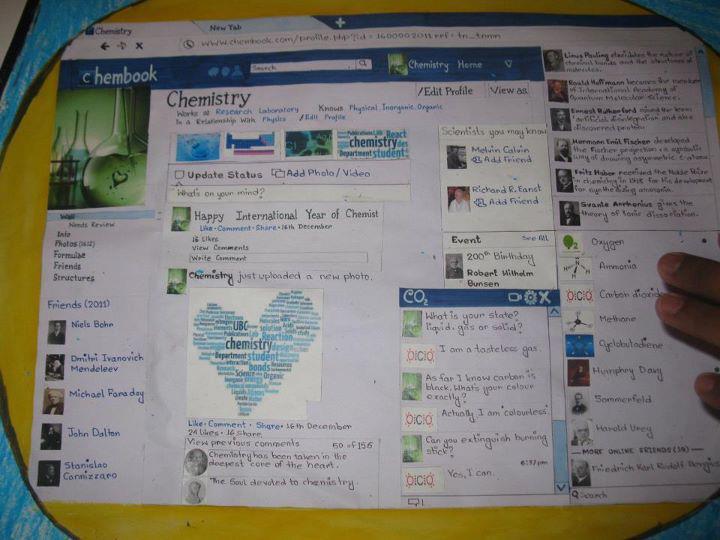 Chemistry
New Tab
www.chembook.com/profile.php?id=1600002011
chembook
Search
Chemistry Home
Chemistry
/Edit Profile
View as
Works at Research Laboratory Knows Physical Inorganic Organic
In a Relationship With Physics /Edit Profile
Update Status
Add Photo/Video
What's on your mind?
Happy International Year of Chemist
Like · Comment · Share · 16th December
16 Likes
View Comments
Write Comment
Chemistry just uploaded a new photo.
UBC
chemistry
Department student
bonds
Reaction
Science
Organic
Like · Comment · Share · 16th December
24 Likes · 16 Share
View previous comments 50 of 156
Chemistry has been taken in the
deepest core of the heart.
The Soul devoted to chemistry.
Wall
Needs Review
Info
Photos (1612)
Formulae
Friends
Structures
Friends (2011)
Niels Bohr
Dmitri Ivanovich
Mendeleev
Michael Faraday
John Dalton
Stanislao
Cannizzaro
Scientists you may know
Melvin Calvin
Add Friend
Richard R. Ernst
Add Friend
Event See All
200th Birthday
Robert Wilhelm
Bunsen
CO2
What is your state?
liquid, gas or solid?
I am a tasteless gas.
As far I know carbon is
black. Whats your colour
exactly?
Actually, I am colourless.
Can you extinguish burning
stick?
Yes, I can.
Linus Pauling elucidates the nature of
chemical bonds and the structures of
molecules.
Roald Hoffmann becomes the member
of International Academy of
Quantum Molecular Science.
Ernest Rutherford coined the term
artificial disintegration and also
discovered proton.
Hermann Emil Fischer developed
the Fischer projection, a symbolic
way of drawing asymmetric C-atoms
Fritz Haber received the Noble Prize
in chemistry in 1918 for his development
for synthesizing ammonia.
Svante Arrhenius gives the
theory of Ionic dissociation.
Oxygen
Ammonia
Carbon dioxide
Methane
Cyclobutadiene
Humphry Davy
Sommerfeld
Harold Urey
MORE ONLINE FRIENDS (19)
Friedrich Karl Rudolf Bergius
Search